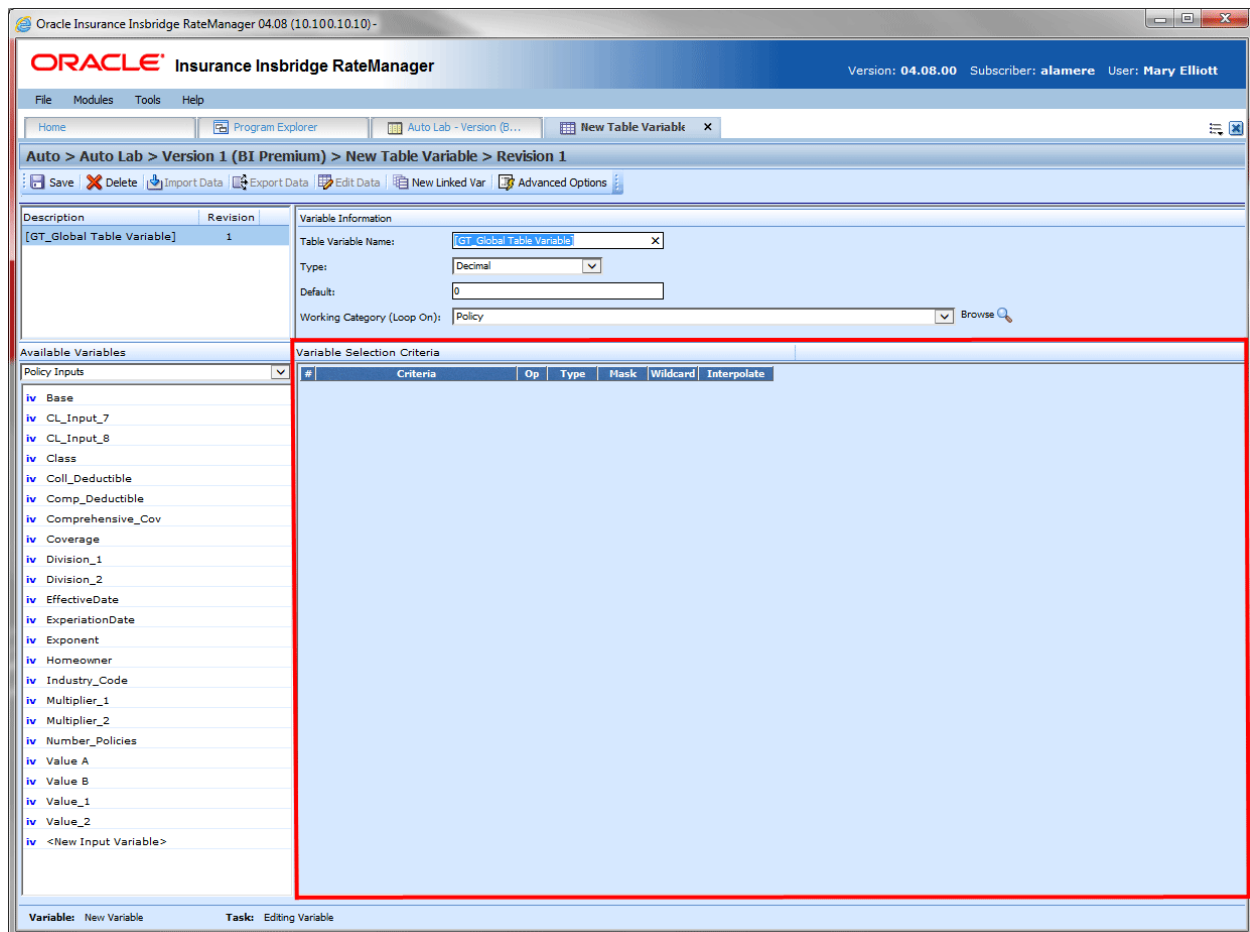 Oracle Insurance Insbridge RateManager 04.08 (10.100.10.10) -
ORACLE Insurance Insbridge RateManager
Version: 04.08.00 Subscriber: alamere User: Mary Elliott
File Modules Tools Help
Home Program Explorer Auto Lab - Version (B... New Table Variable
Auto > Auto Lab > Version 1 (BI Premium) > New Table Variable > Revision 1
Save Delete Import Data Export Data Edit Data New Linked Var Advanced Options
Description Revision
[GT_Global Table Variable] 1
Variable Information
Table Variable Name: [GT_Global Table Variable]
Type: Decimal
Default: 0
Working Category (Loop On): Policy Browse
Available Variables
Policy Inputs
iv Base
iv CL_Input_7
iv CL_Input_8
iv Class
iv Coll_Deductible
iv Comp_Deductible
iv Comprehensive_Cov
iv Coverage
iv Division_1
iv Division_2
iv EffectiveDate
iv ExperiationDate
iv Exponent
iv Homeowner
iv Industry_Code
iv Multiplier_1
iv Multiplier_2
iv Number_Policies
iv Value A
iv Value B
iv Value_1
iv Value_2
iv <New Input Variable>
Variable Selection Criteria
# Criteria Op Type Mask Wildcard Interpolate
Variable: New Variable Task: Editing Variable